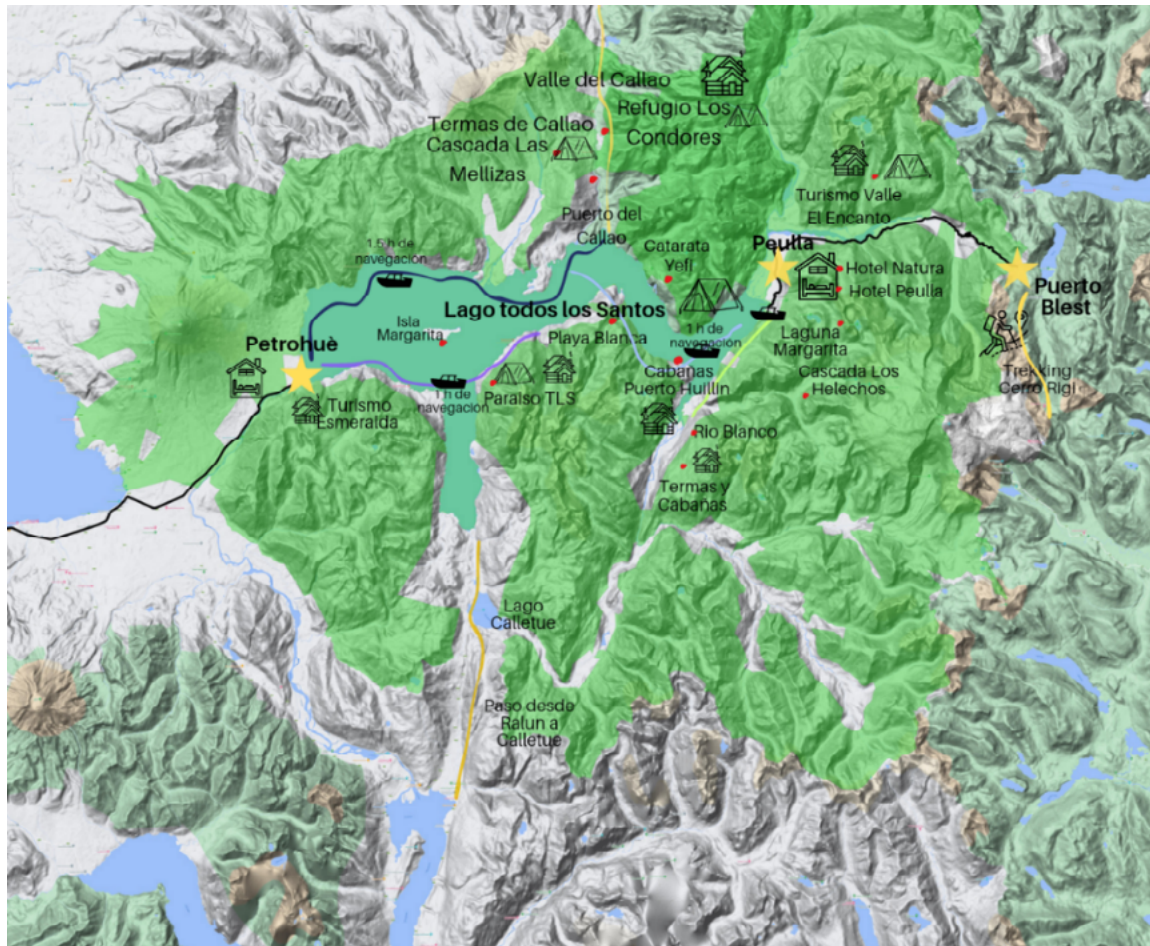 Valle del Callao
Refugio Los
Condores
Termas de Callao
Cascada Las
Mellizas
Turismo Valle
El Encanto
Puerto del
Callao
1.5 h de
navegación
Catarata
Yefi
Peulla
Hotel Natura
Hotel Peulla
Puerto
Blest
Lago todos los Santos
Isla
Margarita
Playa Blanca
1 h de
navegación
Laguna
Margarita
Petrohuè
Cabañas
Puerto Huillin
Cascada Los
Helechos
Trekking
Cerro Rigi
1 h de
navegación
Paraiso TLS
Turismo
Esmeralda
Rio Blanco
Termas y
Cabañas
Lago
Calletue
Paso desde
Ralun a
Calletue